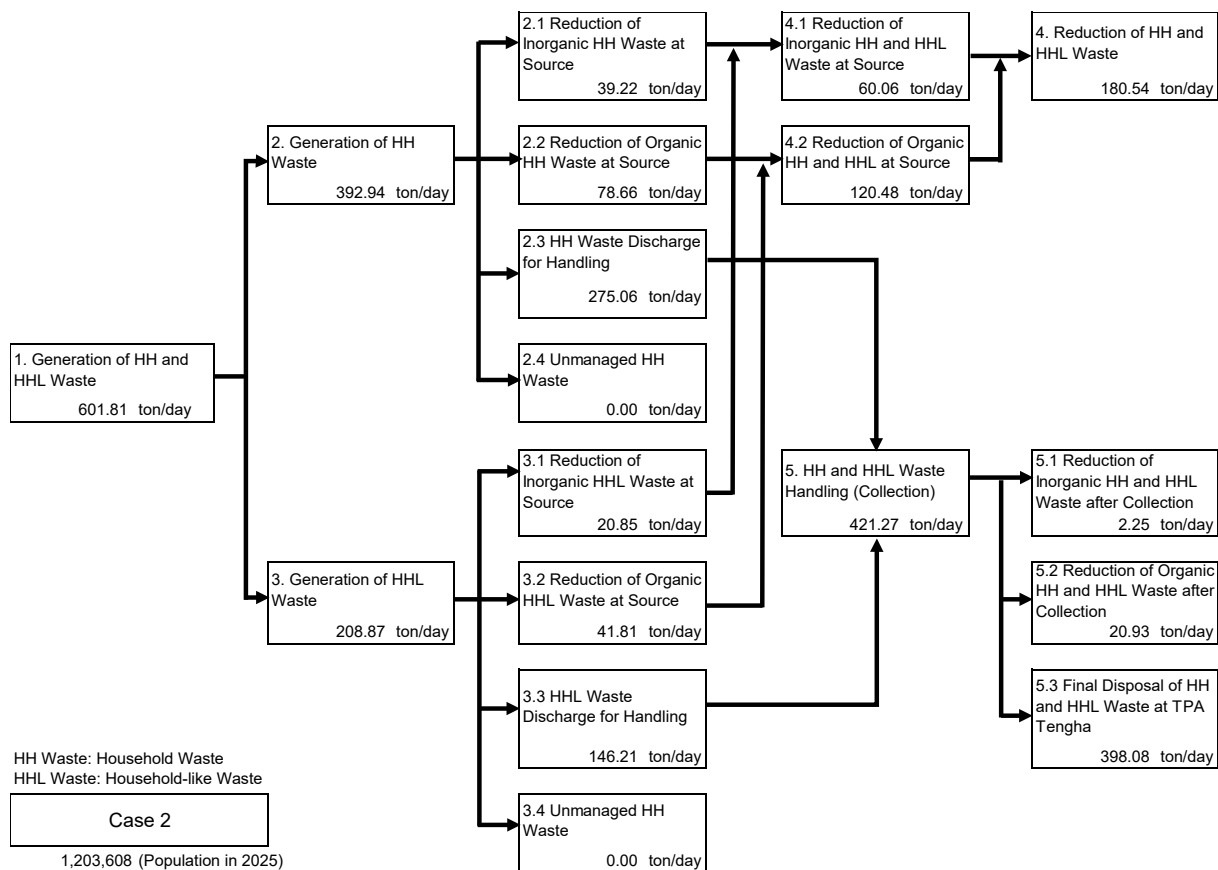 2.1 Reduction of
Inorganic HH Waste at
Source
39.22 ton/day
4.1 Reduction of
Inorganic HH and HHL
Waste at Source
60.06 ton/day
4. Reduction of HH and
HHL Waste
180.54 ton/day
2. Generation of HH
Waste
392.94 ton/day
2.2 Reduction of Organic
HH Waste at Source
78.66 ton/day
4.2 Reduction of Organic
HH and HHL at Source
120.48 ton/day
2.3 HH Waste Discharge
for Handling
275.06 ton/day
1. Generation of HH and
HHL Waste
601.81 ton/day
2.4 Unmanaged HH
Waste
0.00 ton/day
3.1 Reduction of
Inorganic HHL Waste at
Source
20.85 ton/day
5. HH and HHL Waste
Handling (Collection)
421.27 ton/day
5.1 Reduction of
Inorganic HH and HHL
Waste after Collection
2.25 ton/day
3. Generation of HHL
Waste
208.87 ton/day
3.2 Reduction of Organic
HHL Waste at Source
41.81 ton/day
5.2 Reduction of Organic
HH and HHL Waste after
Collection
20.93 ton/day
3.3 HHL Waste
Discharge for Handling
146.21 ton/day
5.3 Final Disposal of HH
and HHL Waste at TPA
Tengha
398.08 ton/day
HH Waste: Household Waste
HHL Waste: Household-like Waste
Case 2
1,203,608 (Population in 2025)
3.4 Unmanaged HH
Waste
0.00 ton/day